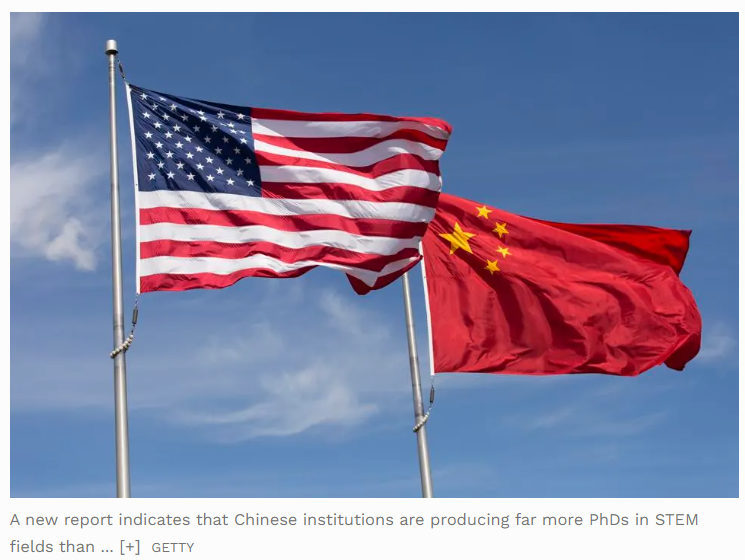 A new report indicates that Chinese institutions are producing far more PhDs in STEM
fields than ... [+] GETTY